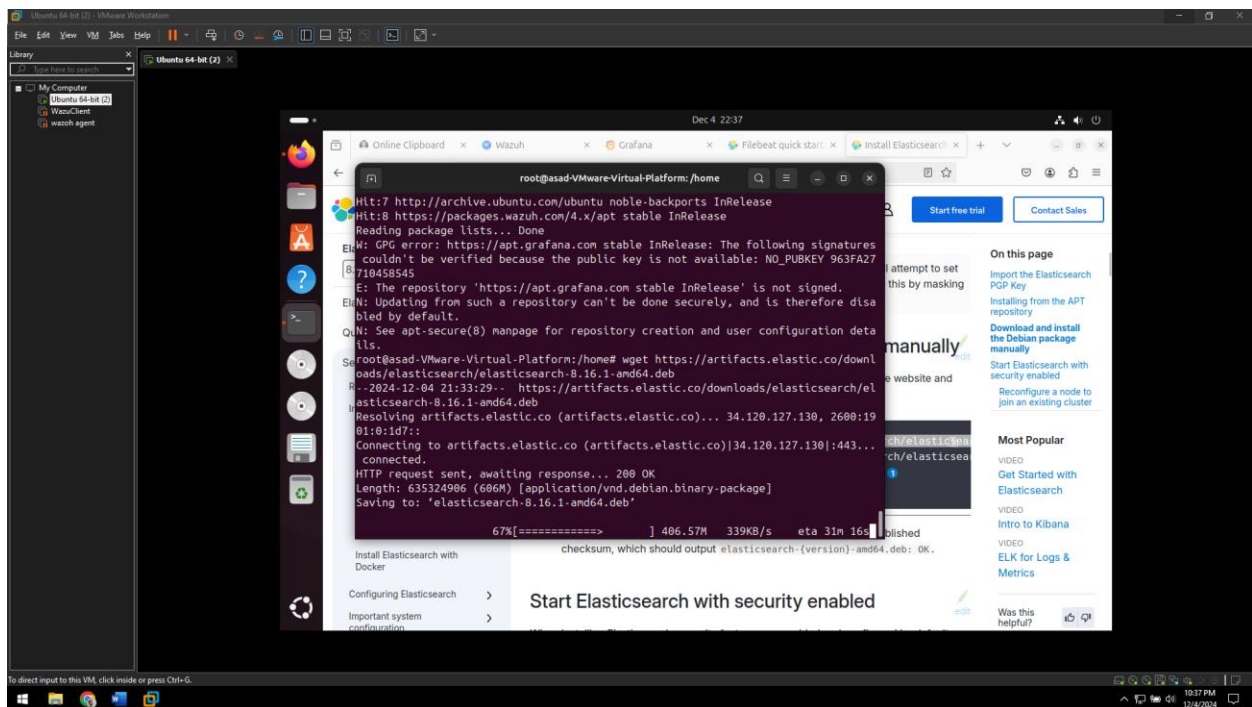 Ubuntu 64-bit (2) - VMware Workstation
File Edit View VM Tabs Help
Library
Type here to search
My Computer
Ubuntu 64-bit (2)
WazuClient
wazoh agent
Ubuntu 64-bit (2)
Dec 4 22:37
Online Clipboard
Wazuh
Grafana
Filebeat quick start:
Install Elasticsearch
root@asad-VMware-Virtual-Platform: /home
Hit:7 http://archive.ubuntu.com/ubuntu noble-backports InRelease
Hit:8 https://packages.wazuh.com/4.x/apt stable InRelease
Reading package lists... Done
W: GPG error: https://apt.grafana.com stable InRelease: The following signatures
couldn't be verified because the public key is not available: NO_PUBKEY 963FA27
710458545
E: The repository 'https://apt.grafana.com stable InRelease' is not signed.
N: Updating from such a repository can't be done securely, and is therefore disa
bled by default.
N: See apt-secure(8) manpage for repository creation and user configuration deta
ils.
root@asad-VMware-Virtual-Platform:/home# wget https://artifacts.elastic.co/downl
oads/elasticsearch/elasticsearch-8.16.1-amd64.deb
--2024-12-04 21:33:29-- https://artifacts.elastic.co/downloads/elasticsearch/el
asticsearch-8.16.1-amd64.deb
Resolving artifacts.elastic.co (artifacts.elastic.co)... 34.120.127.130, 2600:19
01:0:1d7::
Connecting to artifacts.elastic.co (artifacts.elastic.co)|34.120.127.130|:443...
connected.
HTTP request sent, awaiting response... 200 OK
Length: 635324906 (606M) [application/vnd.debian.binary-package]
Saving to: ‘elasticsearch-8.16.1-amd64.deb’
67%[============> ] 406.57M 339KB/s eta 31m 16s
Start free trial
Contact Sales
l attempt to set
this by masking
manually
edit
e website and
rch/elasticsea
rch/elasticsea
1
blished
checksum, which should output elasticsearch-{version}-amd64.deb: OK.
Start Elasticsearch with security enabled
edit
Install Elasticsearch with
Docker
Configuring Elasticsearch
Important system
configuration
On this page
Import the Elasticsearch
PGP Key
Installing from the APT
repository
Download and install
the Debian package
manually
Start Elasticsearch with
security enabled
Reconfigure a node to
join an existing cluster
Most Popular
VIDEO
Get Started with
Elasticsearch
VIDEO
Intro to Kibana
VIDEO
ELK for Logs &
Metrics
Was this
helpful?
To direct input to this VM, click inside or press Ctrl+G.
10:37 PM
12/4/2024